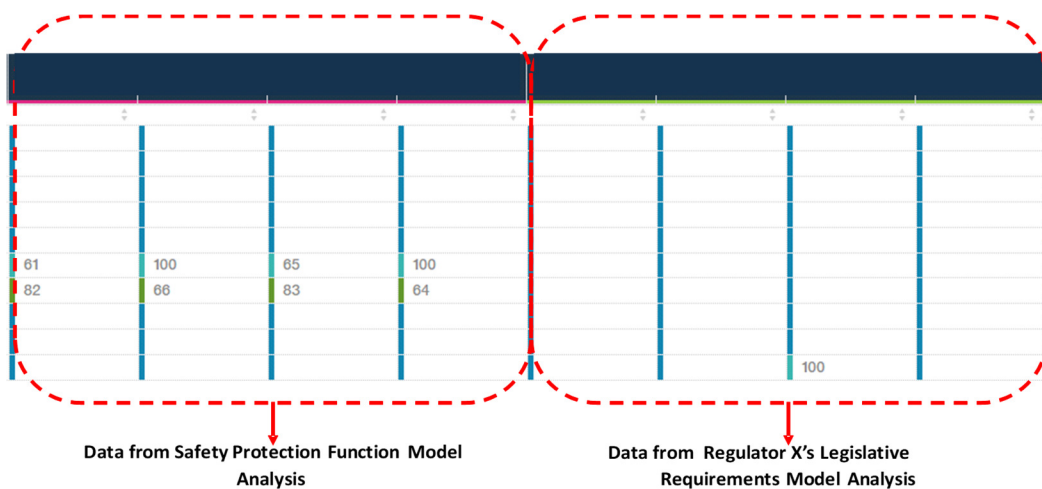 61 100 65 100
82 66 83 64
100
Data from Safety Protection Function Model
Analysis
Data from Regulator X's Legislative
Requirements Model Analysis